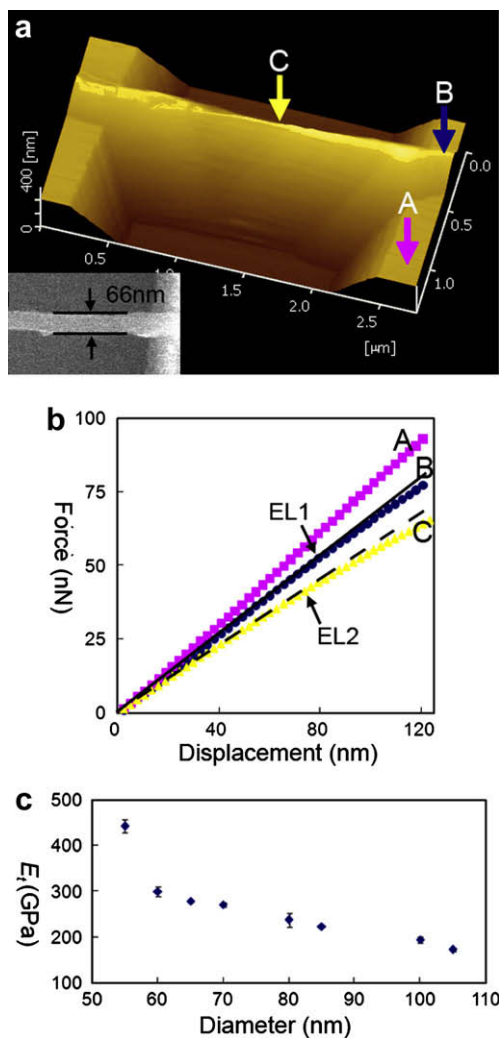 a
C
B
A
400 [nm]
0
0.0
0.5
1.0
0.5
1.0
1.5
2.0
2.5
[μm]
66nm
b
100
75
50
25
0
Force (nN)
A
B
C
EL1
EL2
0 40 80 120
Displacement (nm)
c
500
400
300
200
100
Et(GPa)
50 60 70 80 90 100 110
Diameter (nm)